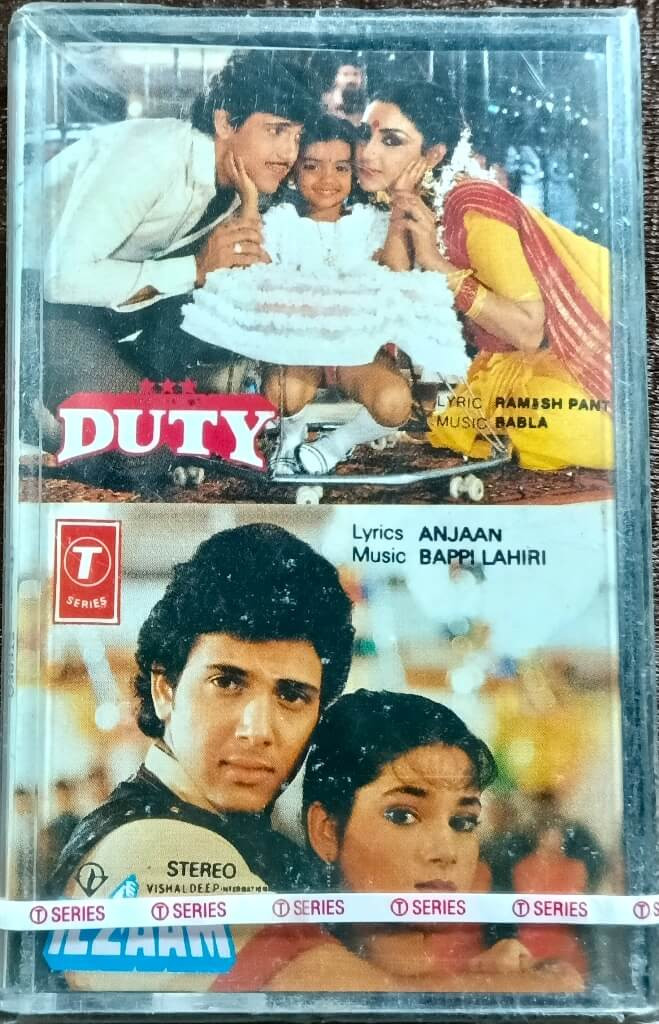 DUTY
LYRIC RAMESH PANT
MUSIC BABLA
Lyrics ANJAAN
Music BAPPI LAHIRI
T
SERIES
STEREO
VISHALDEEP INTERNATIONAL
T SERIES T SERIES T SERIES T SERIES T SERIES T S
ILZAAM